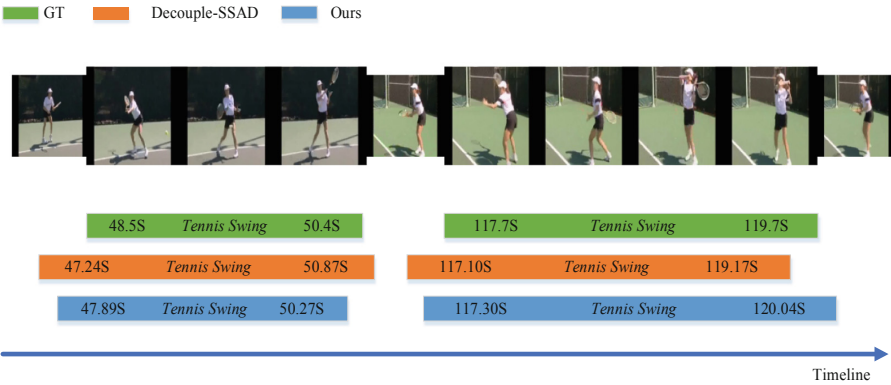 GT Decouple-SSAD Ours
48.5S Tennis Swing 50.4S 117.7S Tennis Swing 119.7S
47.24S Tennis Swing 50.87S 117.10S Tennis Swing 119.17S
47.89S Tennis Swing 50.27S 117.30S Tennis Swing 120.04S
Timeline